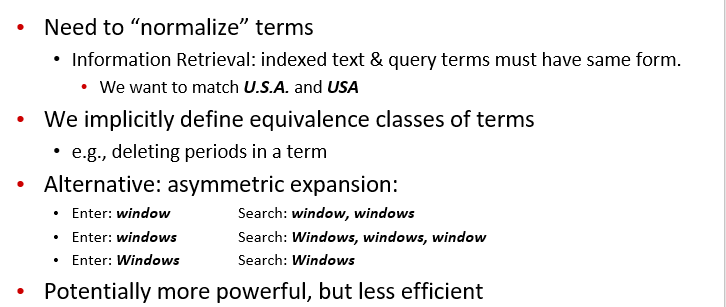 • Need to “normalize” terms
• Information Retrieval: indexed text & query terms must have same form.
• We want to match U.S.A. and USA
• We implicitly define equivalence classes of terms
• e.g., deleting periods in a term
• Alternative: asymmetric expansion:
• Enter: window Search: window, windows
• Enter: windows Search: Windows, windows, window
• Enter: Windows Search: Windows
• Potentially more powerful, but less efficient